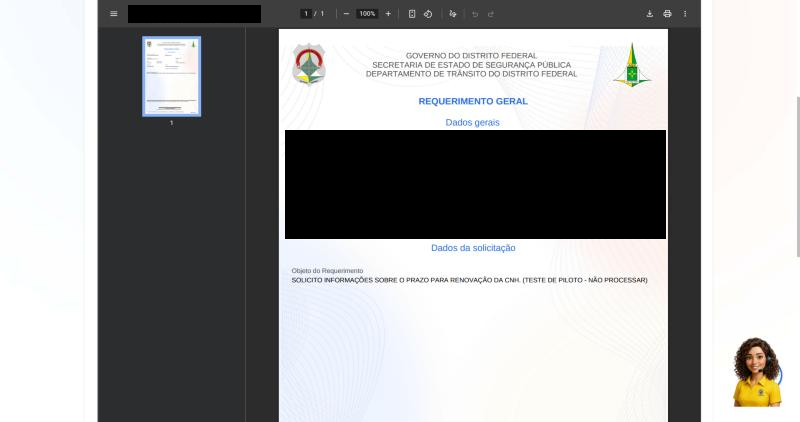 1 / 1
100%
1
GOVERNO DO DISTRITO FEDERAL
SECRETARIA DE ESTADO DE SEGURANÇA PÚBLICA
DEPARTAMENTO DE TRÂNSITO DO DISTRITO FEDERAL
REQUERIMENTO GERAL
Dados gerais
Dados da solicitação
Objeto do Requerimento
SOLICITO INFORMAÇÕES SOBRE O PRAZO PARA RENOVAÇÃO DA CNH. (TESTE DE PILOTO - NÃO PROCESSAR)